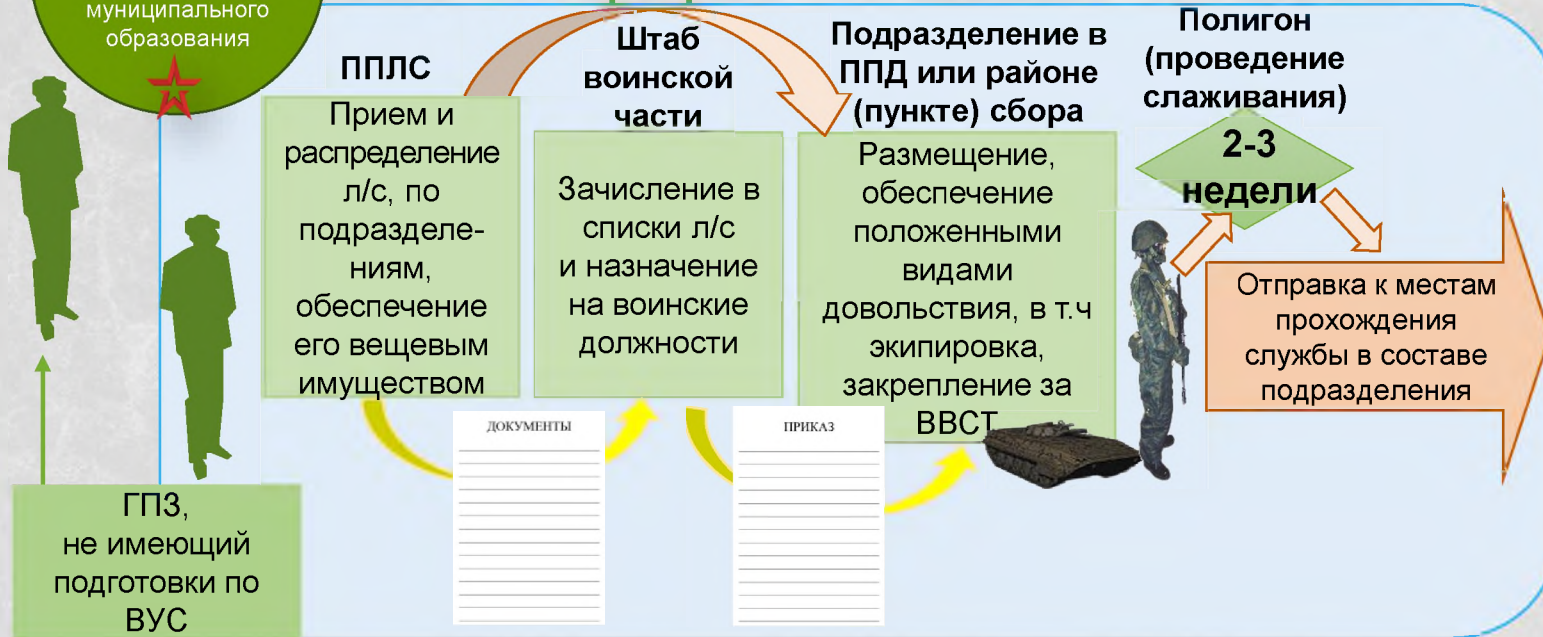 муниципального
образования
ППЛС
Прием и
распределение
л/с, по
подразделе-
ниям,
обеспечение
его вещевым
имуществом
Штаб
воинской
части
Зачисление в
списки л/с
и назначение
на воинские
должности
Подразделение в
ППД или районе
(пункте) сбора
Размещение,
обеспечение
положенными
видами
довольствия, в т.ч
экипировка,
закрепление за
ВВСТ
Полигон
(проведение
слаживания)
2-3
недели
Отправка к местам
прохождения
службы в составе
подразделения
ДОКУМЕНТЫ
ПРИКАЗ
ГПЗ,
не имеющий
подготовки по
ВУС